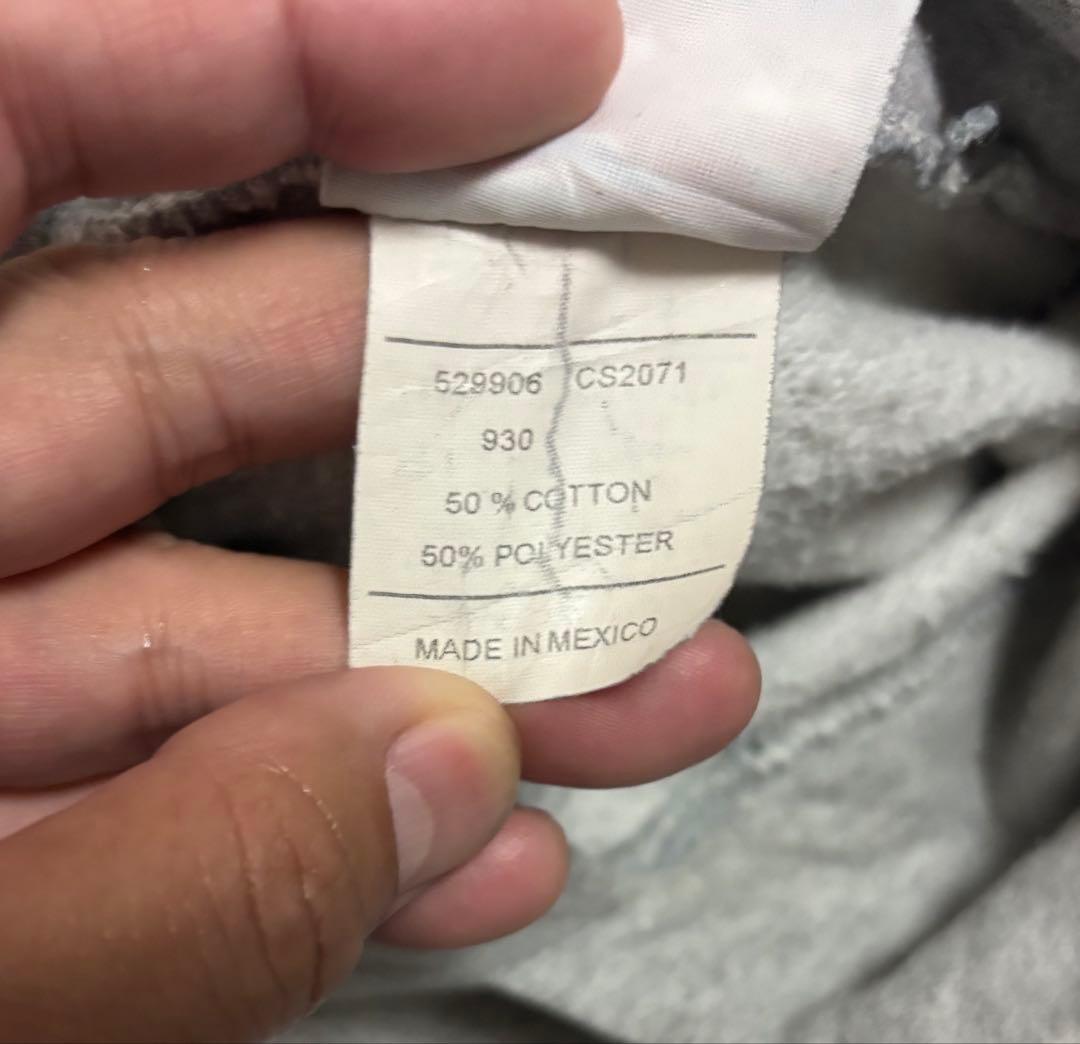 529906 CS2071
930
50 % COTTON
50% POLYESTER
MADE IN MEXICO